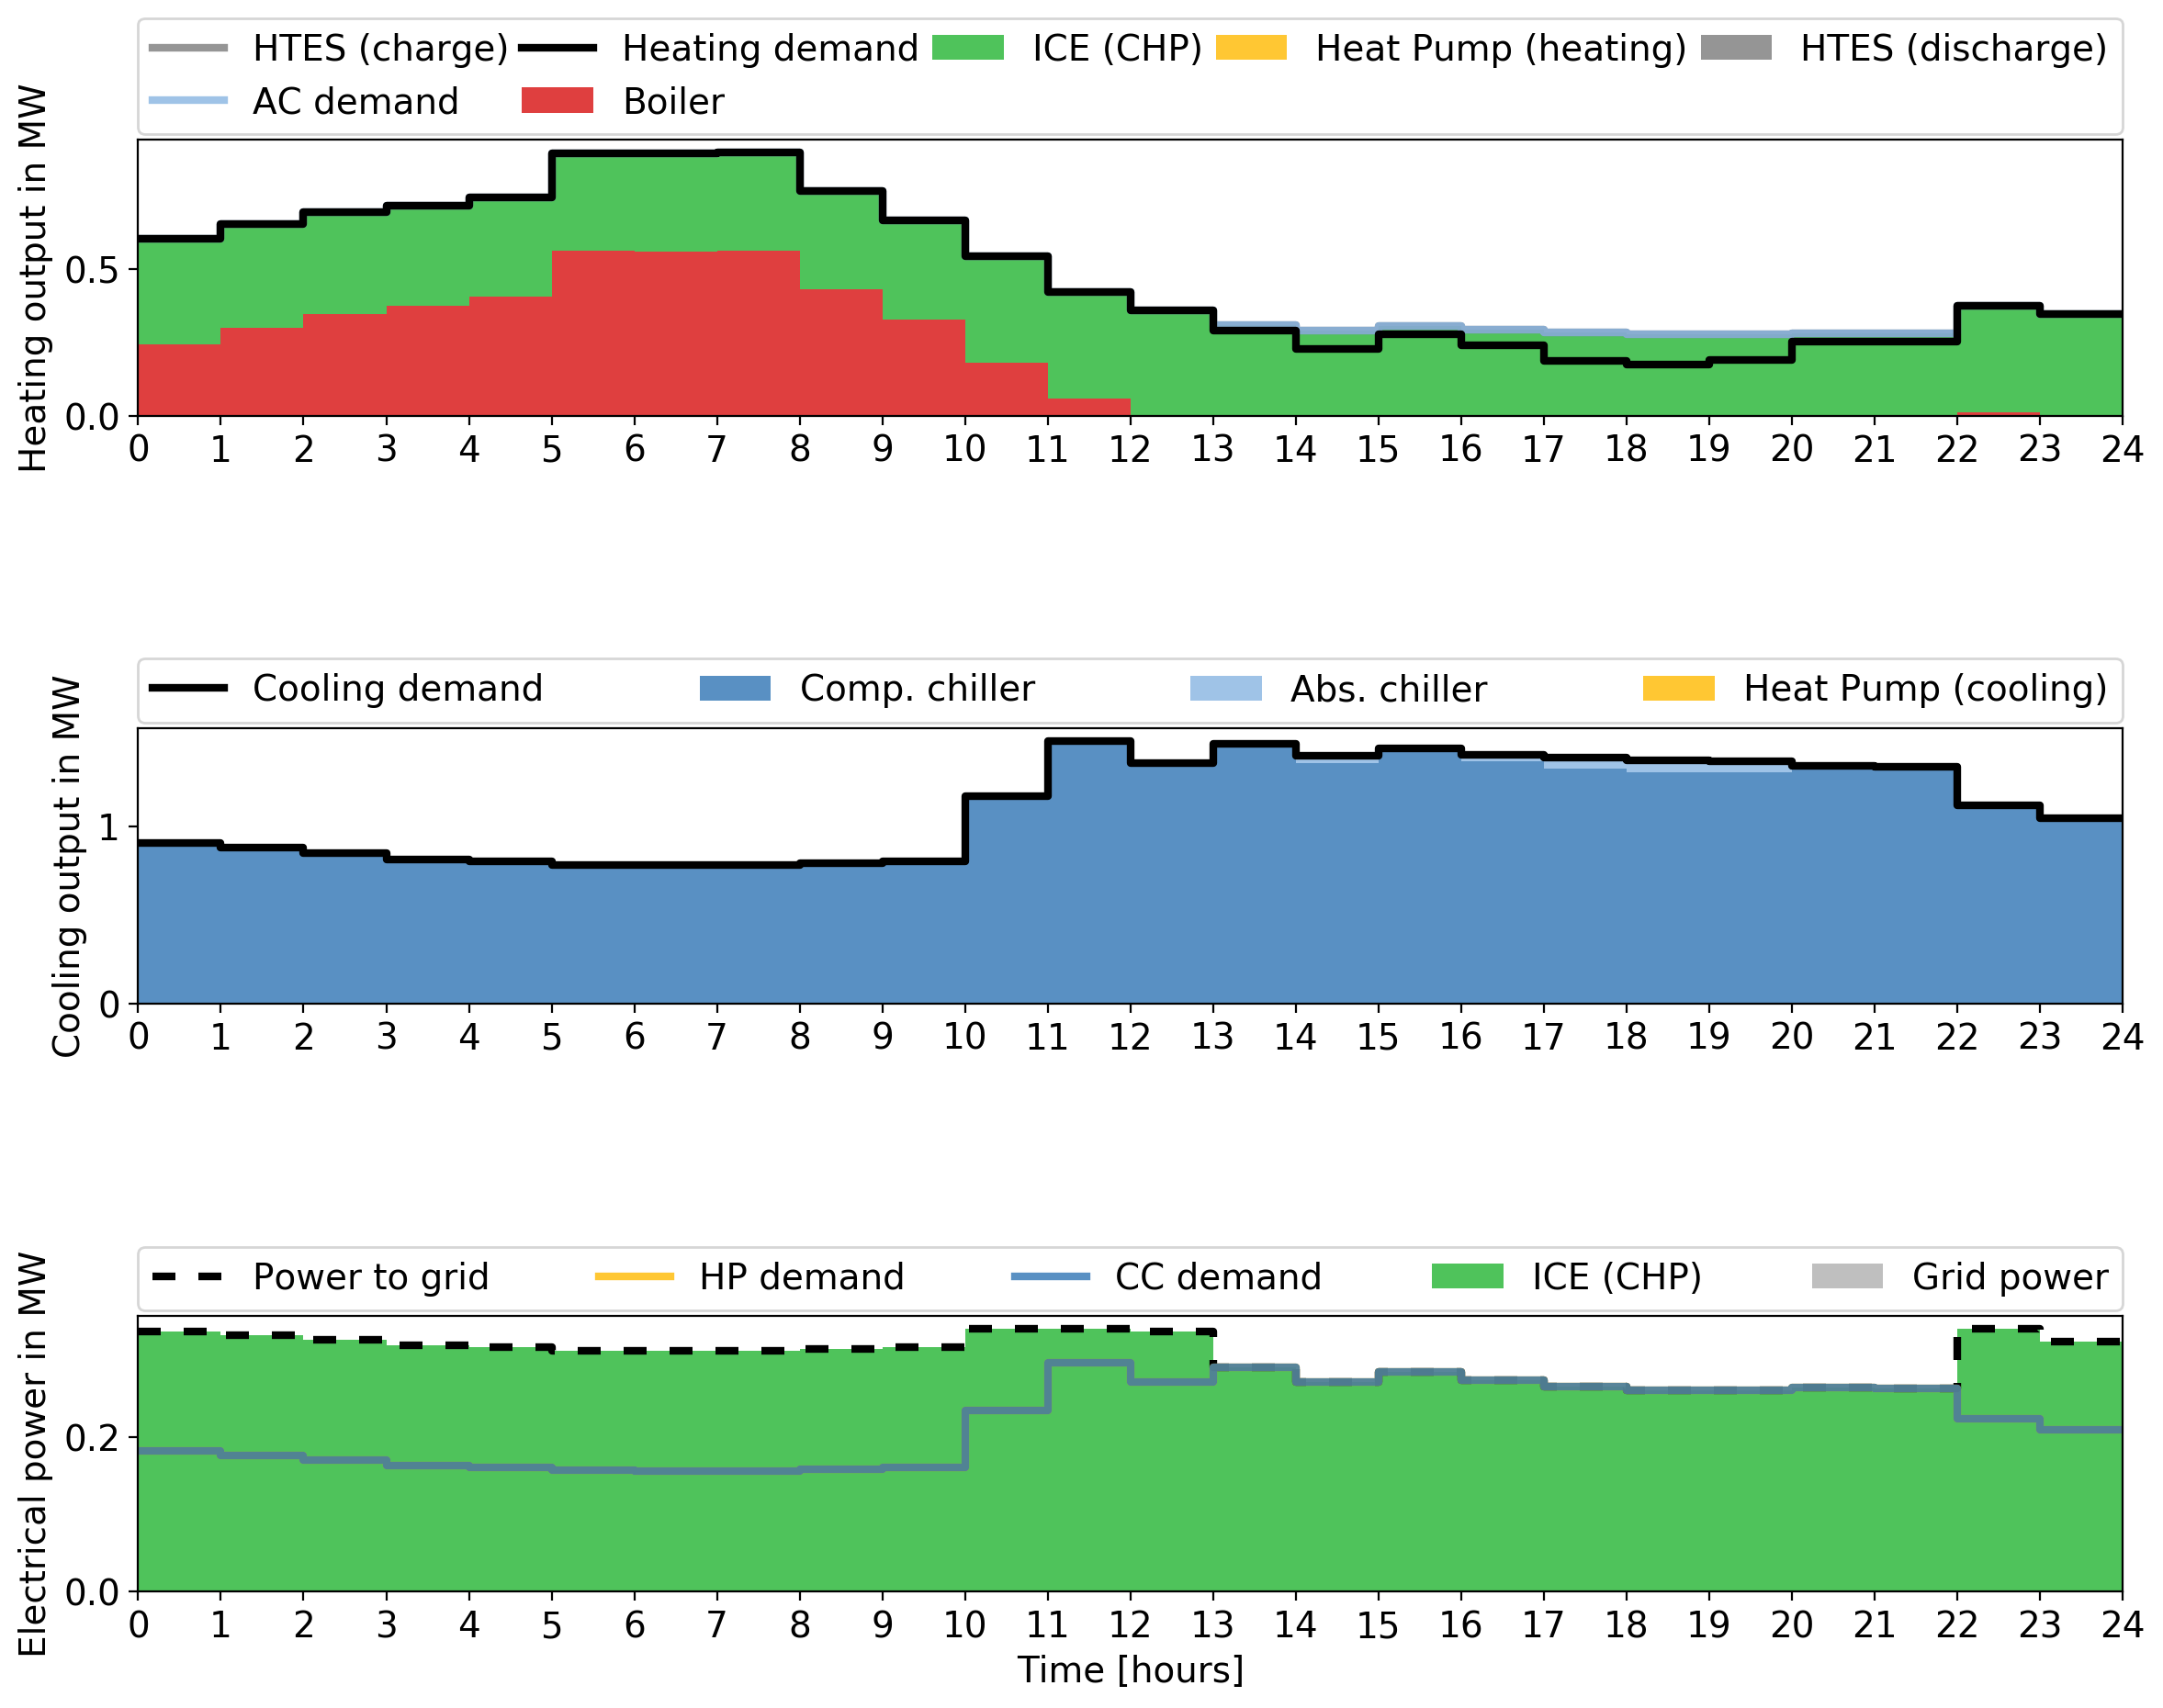 HTES (charge) Heating demand ICE (CHP) Heat Pump (heating) HTES (discharge)
AC demand Boiler
Heating output in MW
0.5
0.0
0 1 2 3 4 5 6 7 8 9 10 11 12 13 14 15 16 17 18 19 20 21 22 23 24
Cooling demand Comp. chiller Abs. chiller Heat Pump (cooling)
Cooling output in MW
1
0
0 1 2 3 4 5 6 7 8 9 10 11 12 13 14 15 16 17 18 19 20 21 22 23 24
Power to grid HP demand CC demand ICE (CHP) Grid power
Electrical power in MW
0.2
0.0
0 1 2 3 4 5 6 7 8 9 10 11 12 13 14 15 16 17 18 19 20 21 22 23 24
Time [hours]